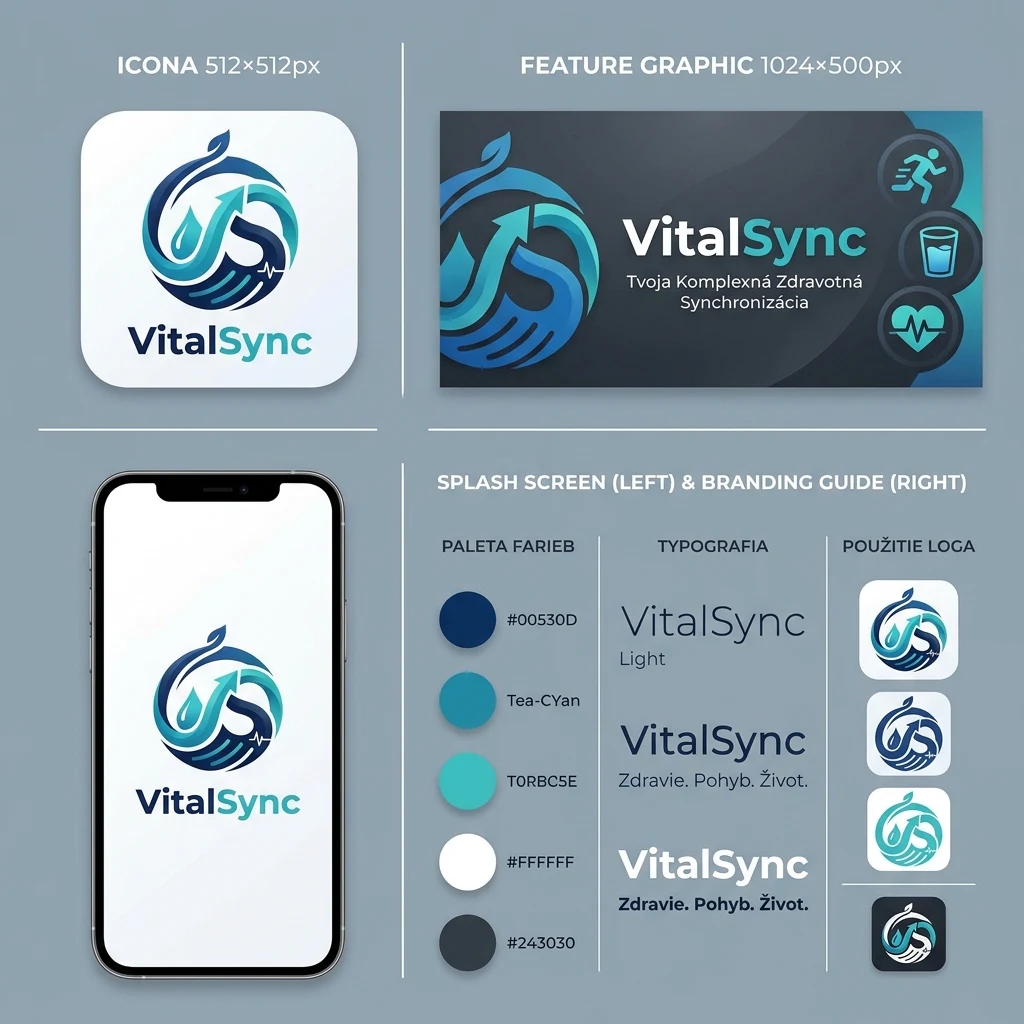 ICONA 512×512px
VitalSync
FEATURE GRAPHIC 1024×500px
VitalSync
Tvoja Komplexná Zdravotná
Synchronizácia
VitalSync
SPLASH SCREEN (LEFT) & BRANDING GUIDE (RIGHT)
PALETA FARIEB
#00530D
Tea-CYan
T0RBC5E
#FFFFFF
#243030
TYPOGRAFIA
VitalSync
Light
VitalSync
Zdravie. Pohyb. Život.
VitalSync
Zdravie. Pohyb. Život.
POUŽITIE LOGA